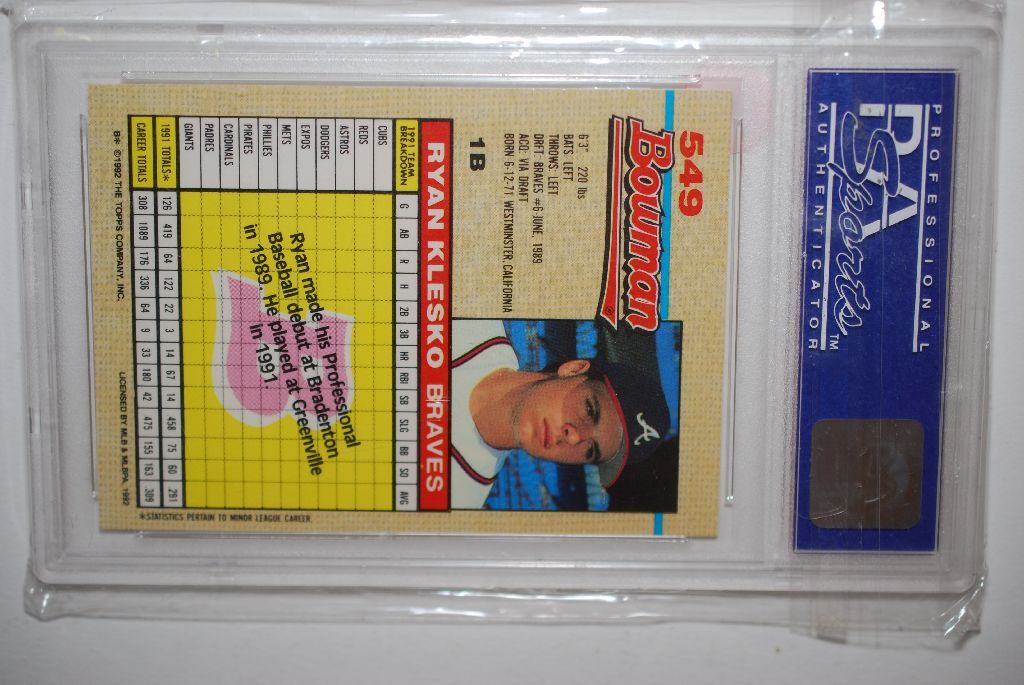 PROFESSIONAL
PSA
Sports™
AUTHENTICATOR
549
Bowman®
6'3" 220 lbs
BATS: LEFT
THROWS: LEFT
DRFT: BRAVES #6 JUNE, 1989
ACQ: VIA DRAFT
BORN: 6-12-71 WESTMINSTER, CALIFORNIA
1B
A
RYAN KLESKO BRAVES
1991 TEAM BREAKDOWN G AB R H 2B 3B HR RBI SB SLG BB SO AVG
CUBS
REDS
ASTROS
DODGERS
EXPOS
METS
PHILLIES
PIRATES
CARDINALS
PADRES
GIANTS
Ryan made his Professional
Baseball debut at Bradenton
in 1989. He played at Greenville
in 1991.
1991 TOTALS* 126 419 64 122 22 3 14 67 14 458 75 60 291
CAREER TOTALS 308 1089 176 336 64 9 33 180 42 475 155 163 309
B* ©1992 THE TOPPS COMPANY, INC. LICENSED BY MLB & MLBPA, 1992
*STATISTICS PERTAIN TO MINOR LEAGUE CAREER